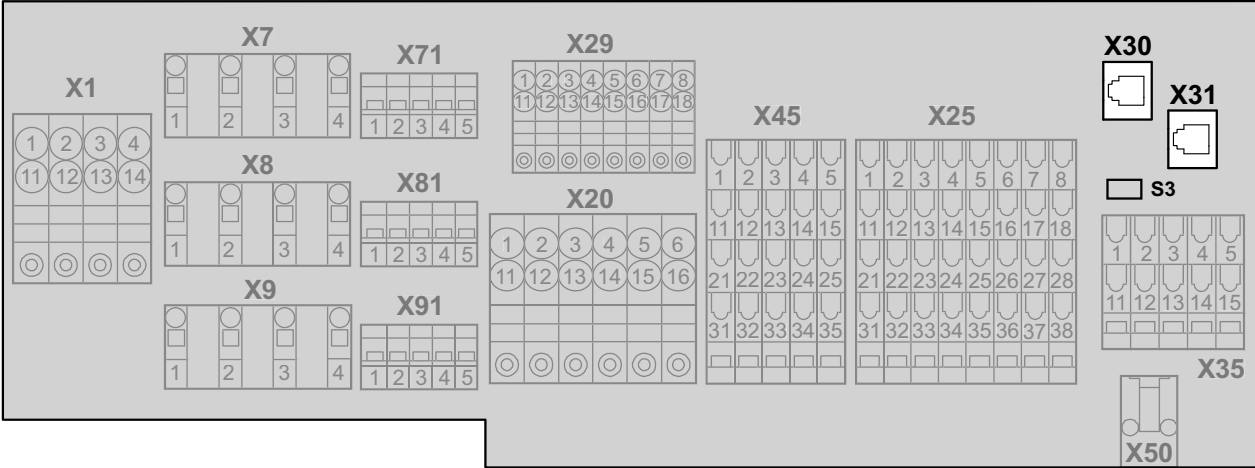 X1
1 2 3 4
11 12 13 14
X7
1 2 3 4
X8
1 2 3 4
X9
1 2 3 4
X71
1 2 3 4 5
X81
1 2 3 4 5
X91
1 2 3 4 5
X29
1 2 3 4 5 6 7 8
11 12 13 14 15 16 17 18
X20
1 2 3 4 5 6
11 12 13 14 15 16
X45
1 2 3 4 5
11 12 13 14 15
21 22 23 24 25
31 32 33 34 35
X25
1 2 3 4 5 6 7 8
11 12 13 14 15 16 17 18
21 22 23 24 25 26 27 28
31 32 33 34 35 36 37 38
X30
X31
S3
1 2 3 4 5
11 12 13 14 15
X35
X50